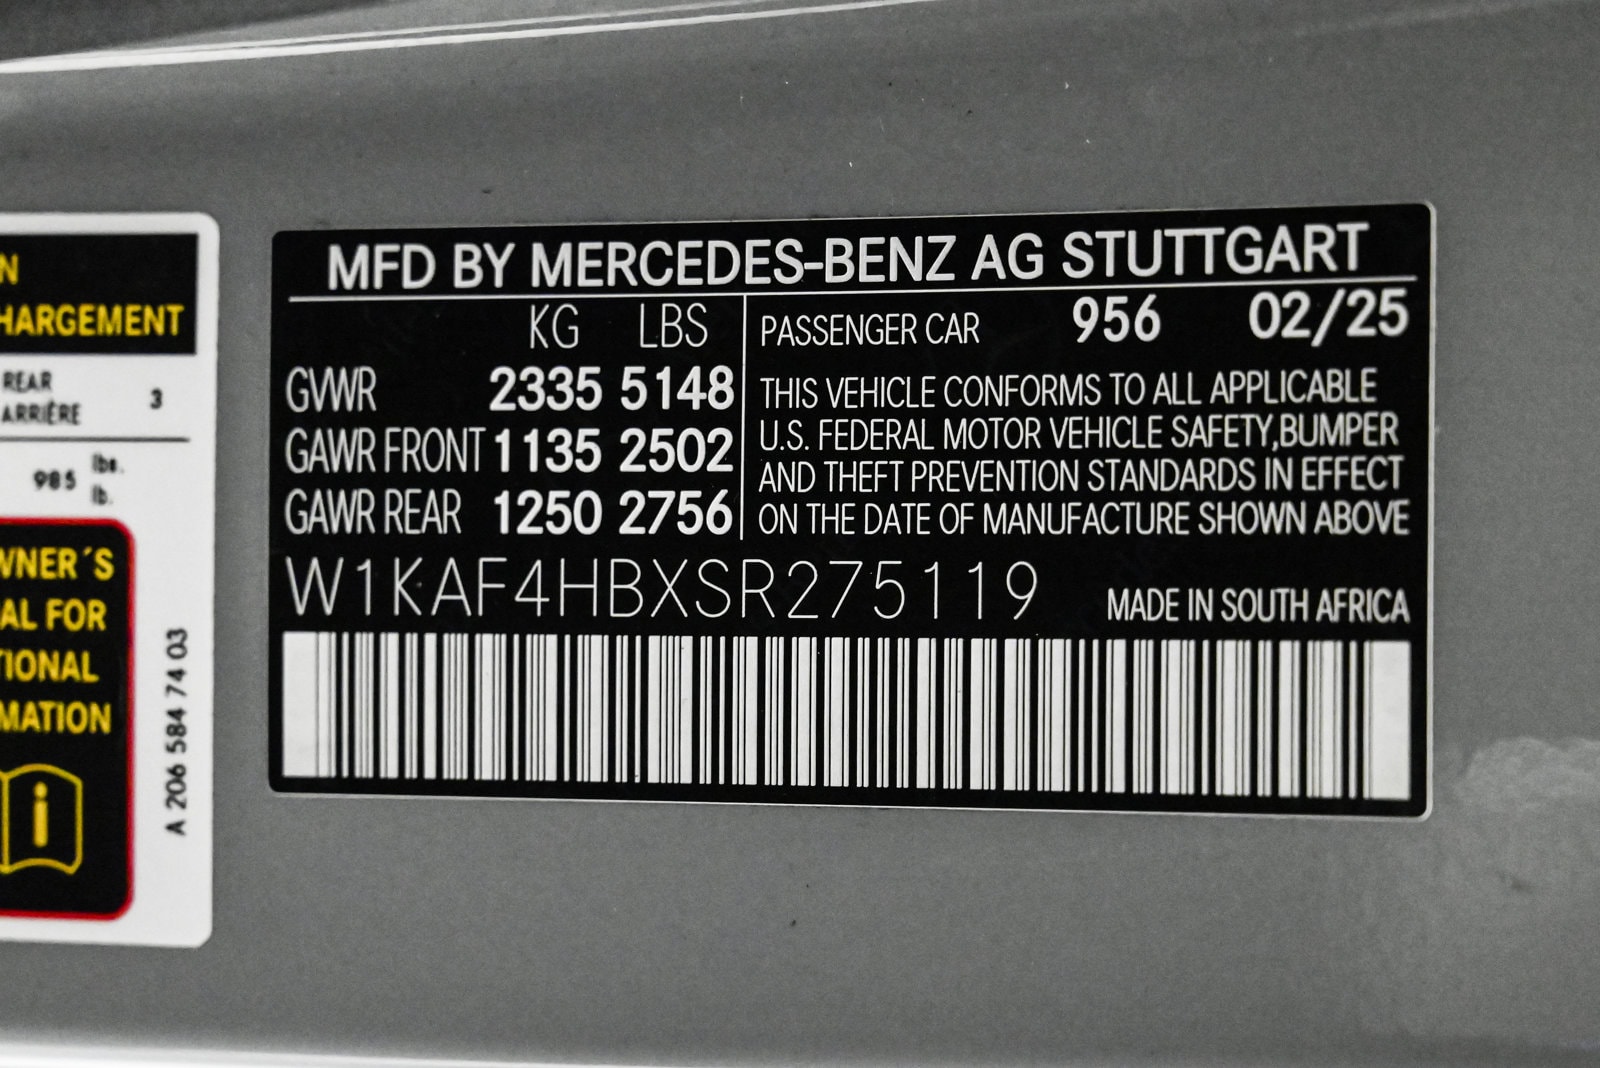 N
HARGEMENT
REAR
ARRIÈRE 3
985 lbs.
lb.
WNER´S
AL FOR
TIONAL
MATION
A 206 584 74 03
MFD BY MERCEDES-BENZ AG STUTTGART
KG LBS
GVWR 2335 5148
GAWR FRONT 1135 2502
GAWR REAR 1250 2756
PASSENGER CAR 956 02/25
THIS VEHICLE CONFORMS TO ALL APPLICABLE
U.S. FEDERAL MOTOR VEHICLE SAFETY,BUMPER
AND THEFT PREVENTION STANDARDS IN EFFECT
ON THE DATE OF MANUFACTURE SHOWN ABOVE
W1KAF4HBXSR275119
MADE IN SOUTH AFRICA